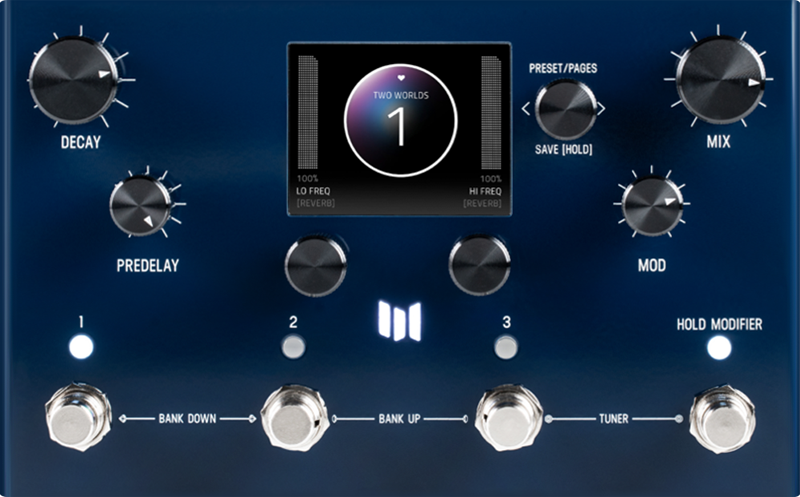 PRESET/PAGES
TWO WORLDS
1
SAVE [HOLD]
DECAY
MIX
100%
100%
LO FREQ
HI FREQ
[REVERB]
[REVERB]
PREDELAY
MOD
1
2
3
HOLD MODIFIER
BANK DOWN
BANK UP
TUNER